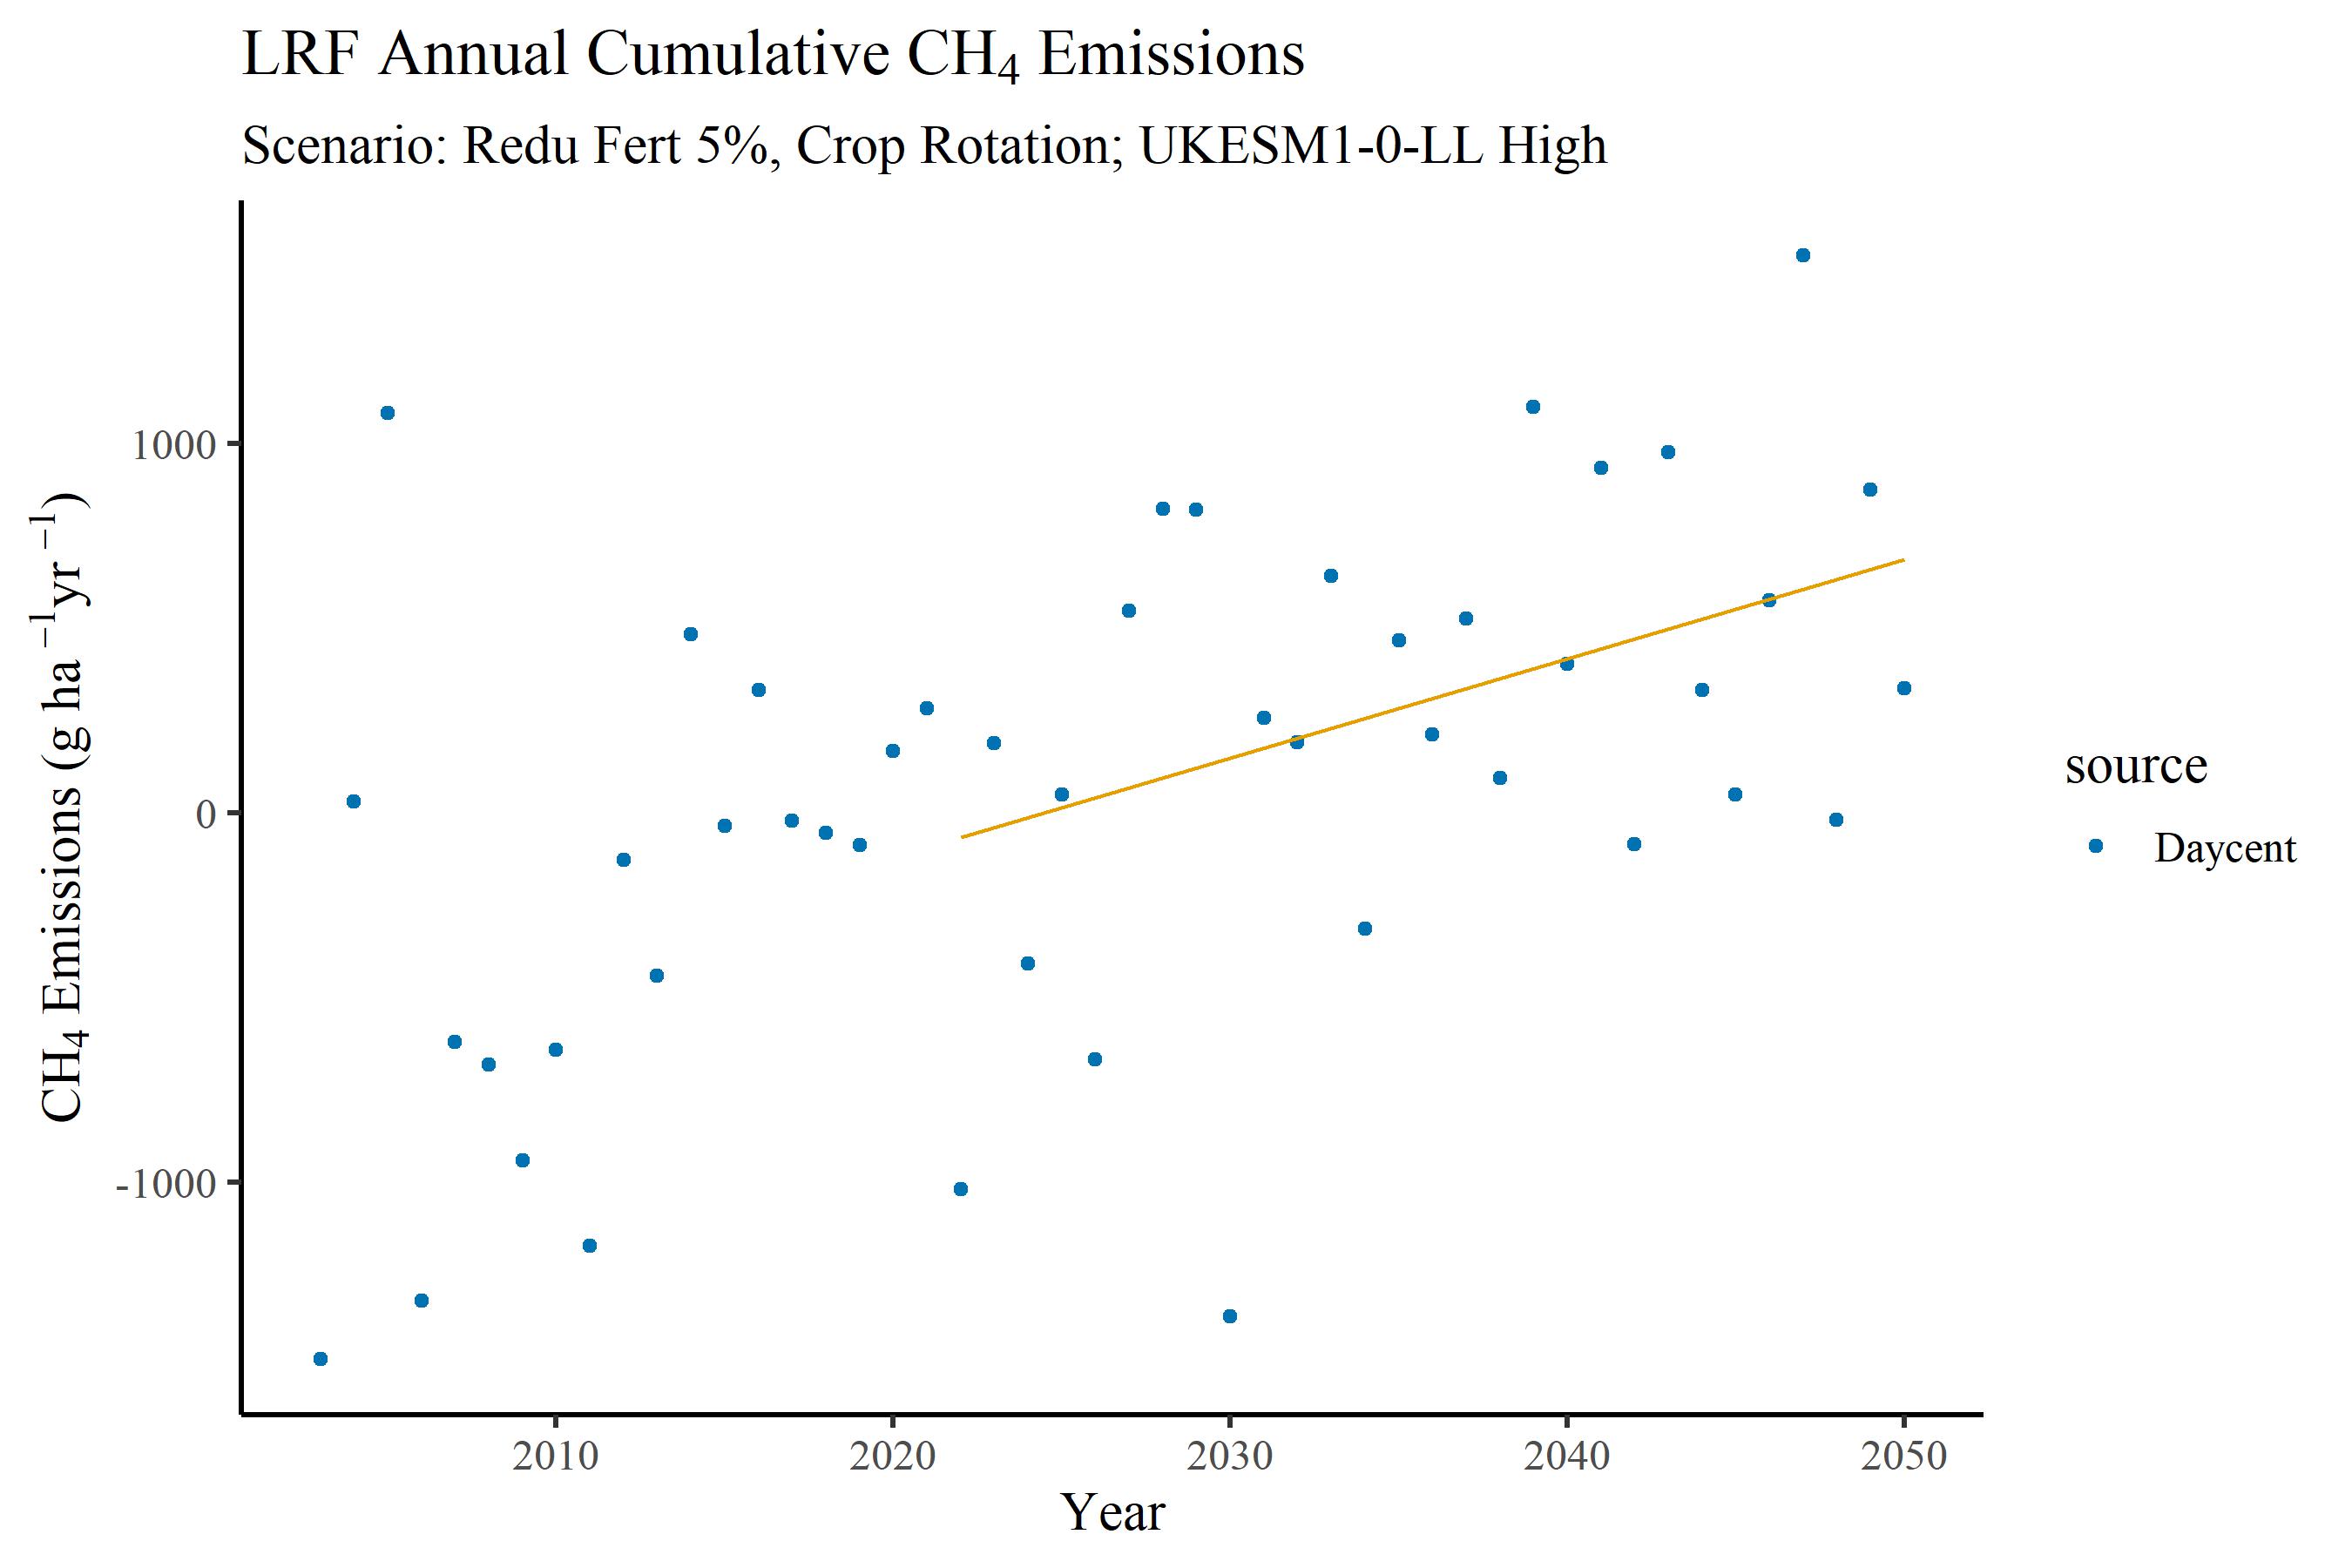 LRF Annual Cumulative CH₄ Emissions
Scenario: Redu Fert 5%, Crop Rotation; UKESM1-0-LL High
CH₄ Emissions (g ha⁻¹yr⁻¹)
1000
0
-1000
2010 2020 2030 2040 2050
Year
source
Daycent